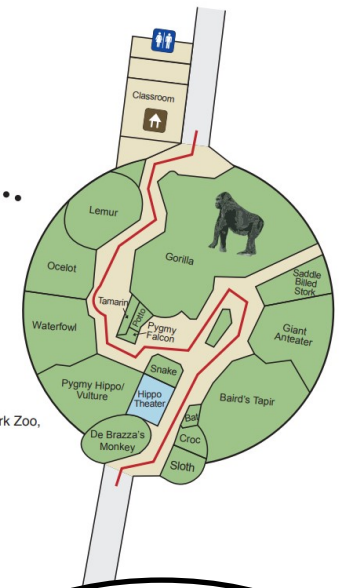 Classroom
Lemur
Gorilla
Ocelot
Saddle
Billed
Stork
Tamarin
Potto
Waterfowl
Pygmy
Falcon
Giant
Anteater
Snake
Pygmy Hippo/
Vulture
Hippo
Theater
Baird's Tapir
rk Zoo,
Bat
De Brazza's
Monkey
Croc
Sloth